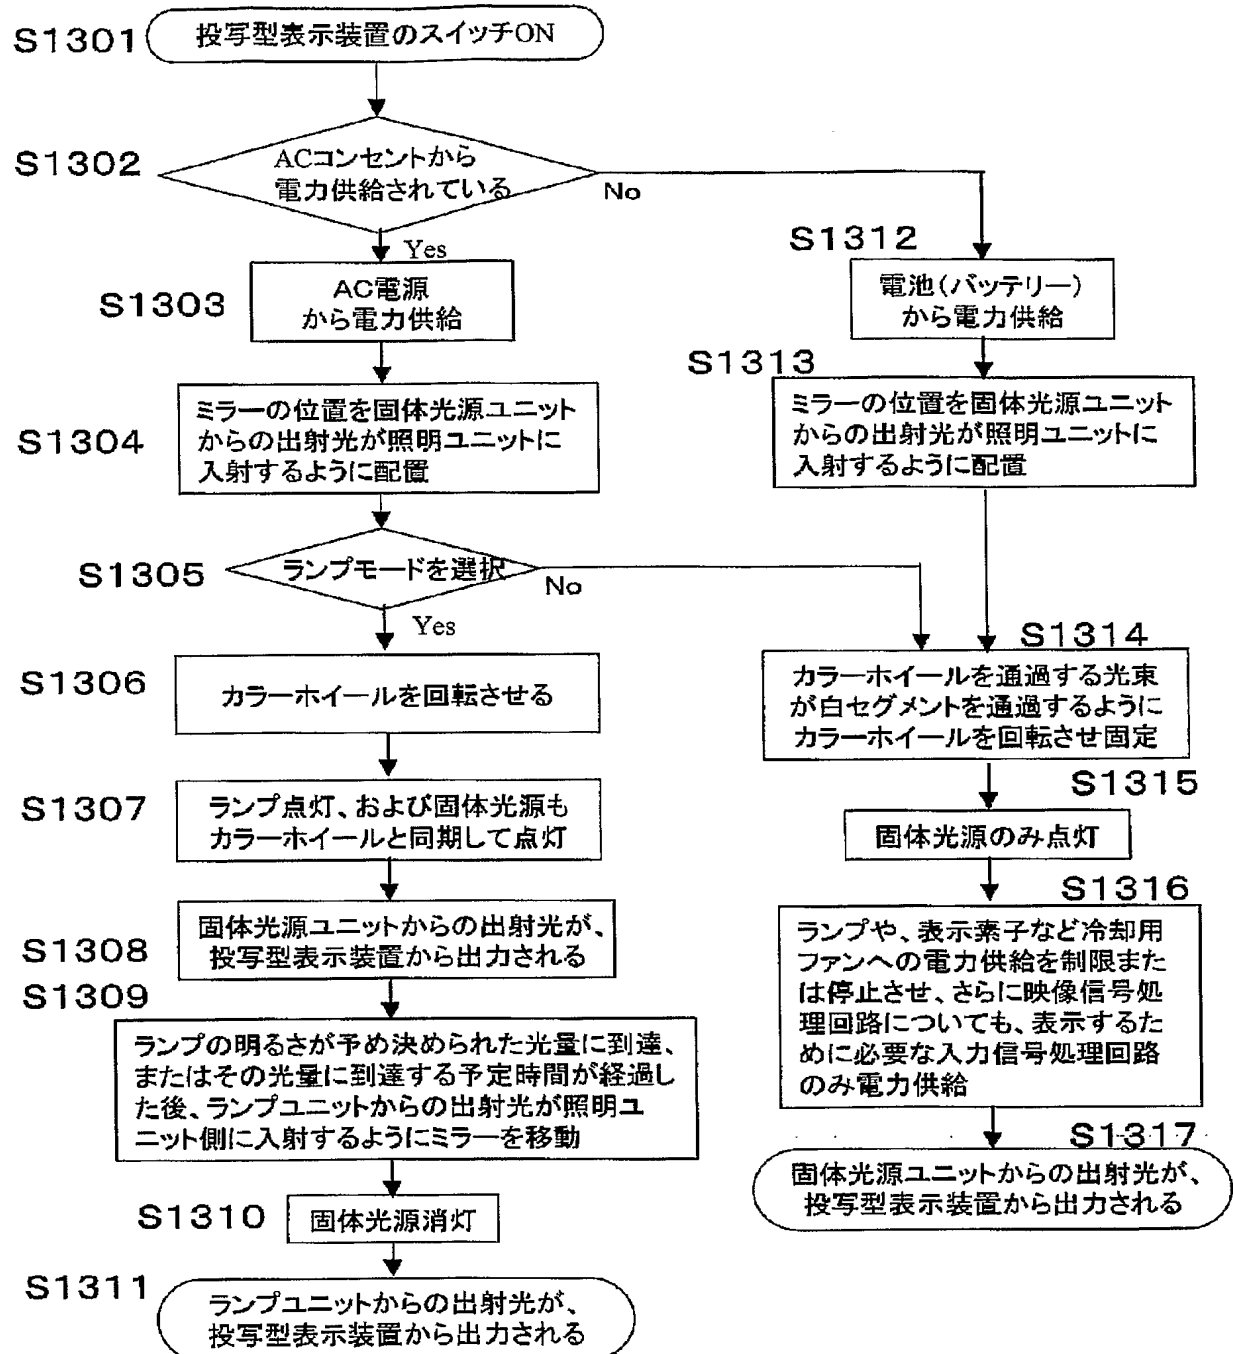 S1301
投写型表示装置のスイッチON
S1302
ACコンセントから
電力供給されている
No
Yes
S1303
AC電源
から電力供給
S1304
ミラーの位置を固体光源ユニット
からの出射光が照明ユニットに
入射するように配置
S1305
ランプモードを選択
No
Yes
S1306
カラーホイールを回転させる
S1307
ランプ点灯、および固体光源も
カラーホイールと同期して点灯
S1308
固体光源ユニットからの出射光が、
投写型表示装置から出力される
S1309
ランプの明るさが予め決められた光量に到達、
またはその光量に到達する予定時間が経過し
た後、ランプユニットからの出射光が照明ユ
ニット側に入射するようにミラーを移動
S1310
固体光源消灯
S1311
ランプユニットからの出射光が、
投写型表示装置から出力される
S1312
電池(バッテリー)
から電力供給
S1313
ミラーの位置を固体光源ユニット
からの出射光が照明ユニットに
入射するように配置
S1314
カラーホイールを通過する光束
が白セグメントを通過するように
カラーホイールを回転させ固定
S1315
固体光源のみ点灯
S1316
ランプや、表示素子など冷却用
ファンへの電力供給を制限また
は停止させ、さらに映像信号処
理回路についても、表示するた
めに必要な入力信号処理回路
のみ電力供給
S1317
固体光源ユニットからの出射光が、
投写型表示装置から出力される